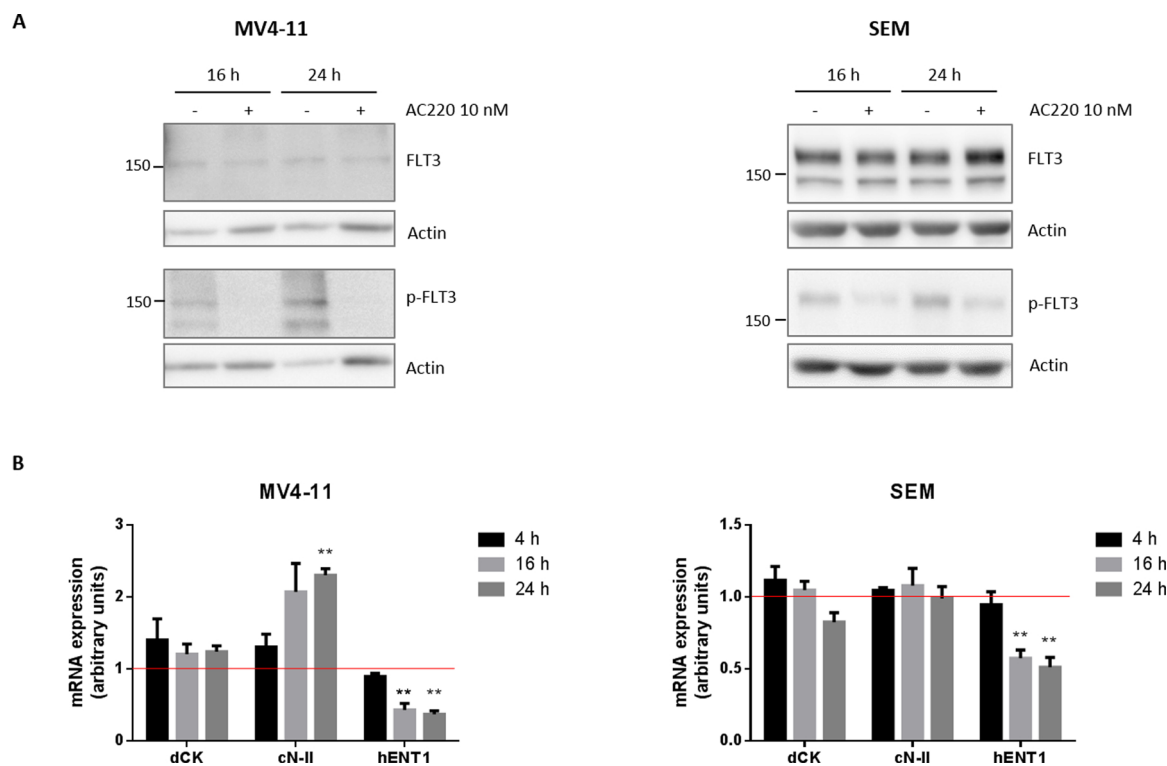 A
MV4-11
16 h 24 h
- + - + AC220 10 nM
150 FLT3
Actin
150 p-FLT3
Actin
SEM
16 h 24 h
- + - + AC220 10 nM
150 FLT3
Actin
150 p-FLT3
Actin
B
MV4-11
mRNA expression
(arbitrary units)
3
2
1
0
**
** **
dCK cN-II hENT1
4 h
16 h
24 h
SEM
mRNA expression
(arbitrary units)
1.5
1.0
0.5
0.0
** **
dCK cN-II hENT1
4 h
16 h
24 h